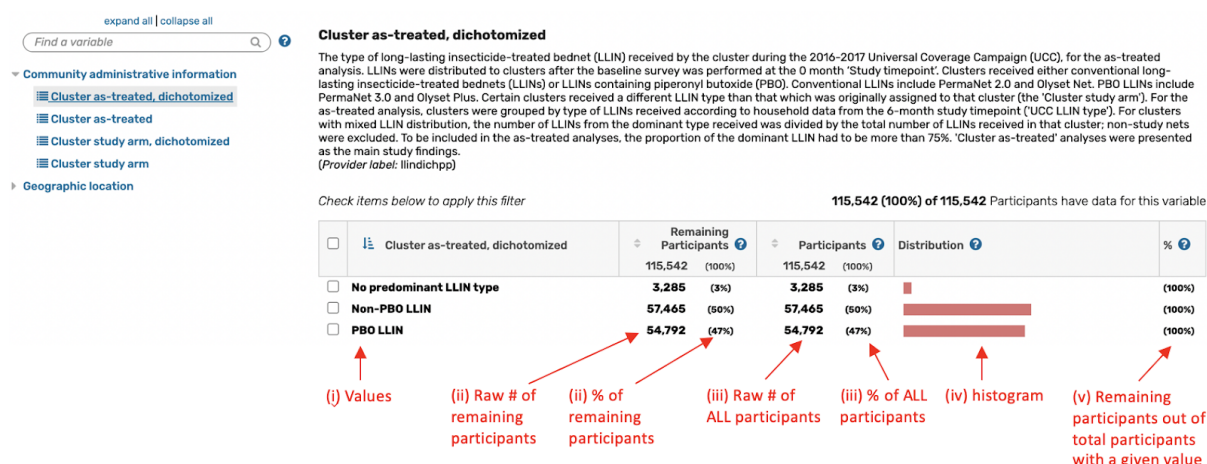 expand all | collapse all
Find a variable
Community administrative information
Cluster as-treated, dichotomized
Cluster as-treated
Cluster study arm, dichotomized
Cluster study arm
Geographic location
Cluster as-treated, dichotomized
The type of long-lasting insecticide-treated bednet (LLIN) received by the cluster during the 2016-2017 Universal Coverage Campaign (UCC), for the as-treated
analysis. LLINs were distributed to clusters after the baseline survey was performed at the 0 month 'Study timepoint'. Clusters received either conventional long-
lasting insecticide-treated bednets (LLINs) or LLINs containing piperonyl butoxide (PBO). Conventional LLINs include PermaNet 2.0 and Olyset Net. PBO LLINs include
PermaNet 3.0 and Olyset Plus. Certain clusters received a different LLIN type than that which was originally assigned to that cluster (the 'Cluster study arm'). For the
as-treated analysis, clusters were grouped by type of LLINs received according to household data from the 6-month study timepoint ('UCC LLIN type'). For clusters
with mixed LLIN distribution, the number of LLINs from the dominant type received was divided by the total number of LLINs received in that cluster; non-study nets
were excluded. To be included in the as-treated analyses, the proportion of the dominant LLIN had to be more than 75%. 'Cluster as-treated' analyses were presented
as the main study findings.
(Provider label: llindichpp)
Check items below to apply this filter
115,542 (100%) of 115,542 Participants have data for this variable
Cluster as-treated, dichotomized
Remaining
Participants ?
Participants ?
Distribution ?
% ?
115,542 (100%)
115,542 (100%)
No predominant LLIN type 3,285 (3%) 3,285 (3%) (100%)
Non-PBO LLIN 57,465 (50%) 57,465 (50%) (100%)
PBO LLIN 54,792 (47%) 54,792 (47%) (100%)
(i) Values
(ii) Raw # of
remaining
participants
(ii) % of
remaining
participants
(iii) Raw # of
ALL participants
(iii) % of ALL
participants
(iv) histogram
(v) Remaining
participants out of
total participants
with a given value